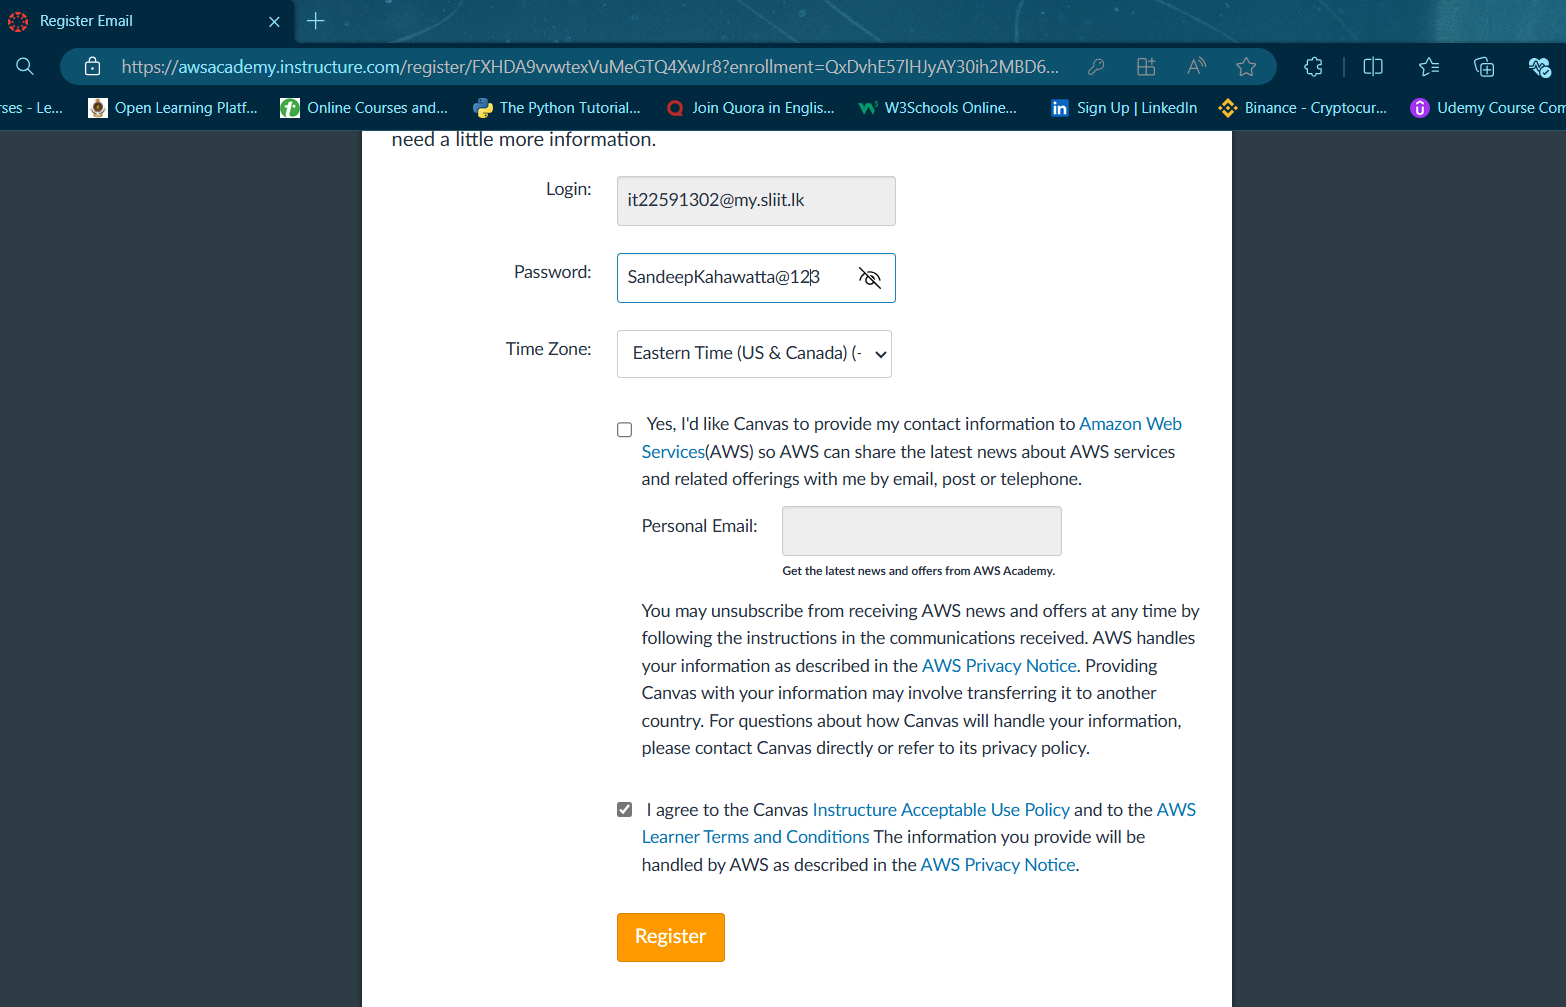 Register Email
https://awsacademy.instructure.com/register/FXHDA9vvwtexVuMeGTQ4XwJr8?enrollment=QxDvhE57lHJyAY30ih2MBD6...
ses - Le... Open Learning Platf... Online Courses and... The Python Tutorial... Join Quora in Englis... W3Schools Online... Sign Up | LinkedIn Binance - Cryptocur... Udemy Course Com
need a little more information.
Login: it22591302@my.sliit.lk
Password: SandeepKahawatta@123
Time Zone: Eastern Time (US & Canada) (-
Yes, I'd like Canvas to provide my contact information to Amazon Web
Services(AWS) so AWS can share the latest news about AWS services
and related offerings with me by email, post or telephone.
Personal Email:
Get the latest news and offers from AWS Academy.
You may unsubscribe from receiving AWS news and offers at any time by
following the instructions in the communications received. AWS handles
your information as described in the AWS Privacy Notice. Providing
Canvas with your information may involve transferring it to another
country. For questions about how Canvas will handle your information,
please contact Canvas directly or refer to its privacy policy.
I agree to the Canvas Instructure Acceptable Use Policy and to the AWS
Learner Terms and Conditions The information you provide will be
handled by AWS as described in the AWS Privacy Notice.
Register